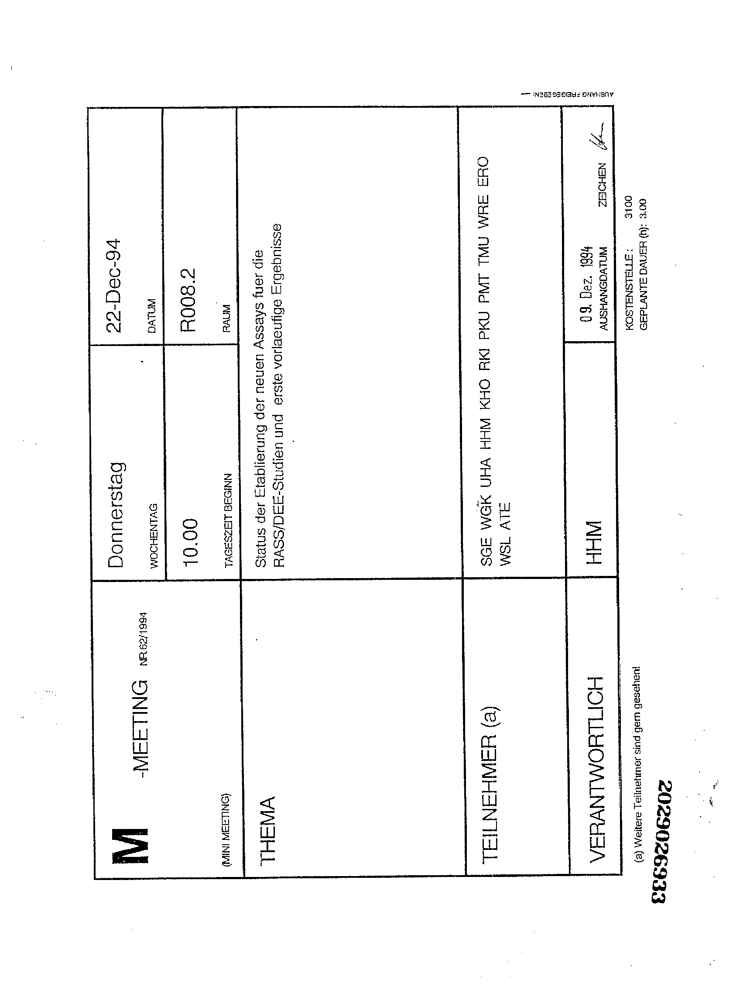 M -MEETING NR.62/1994
(MINI MEETING)
Donnerstag
WOCHENTAG
22-Dec-94
DATUM
10.00
TAGESZEIT BEGINN
R008.2
RAUM
THEMA
Status der Etablierung der neuen Assays fuer die
RASS/DEE-Studien und erste vorlaeufige Ergebnisse
TEILNEHMER (a)
SGE WGK UHA HHM KHO RKI PKU PMT TMU WRE ERO
WSL ATE
VERANTWORTLICH
HHM
09. Dez. 1994
AUSHANGDATUM
ZEICHEN
(a) Weitere Teilnehmer sind gern gesehen!
KOSTENSTELLE : 3100
GEPLANTE DAUER (h): 3.00
AUSHANG FREIGEGEBEN: —
2029026933